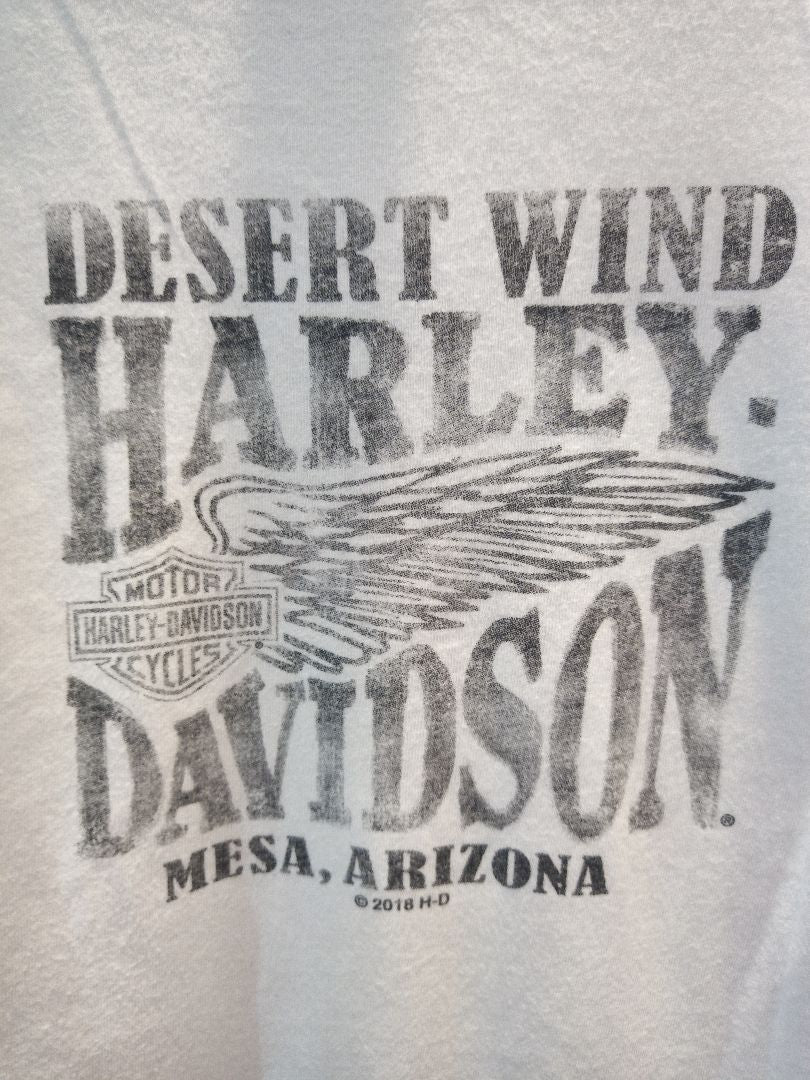 DESERT WIND
HARLEY-
MOTOR
HARLEY-DAVIDSON
CYCLES
DAVIDSON®
MESA, ARIZONA
© 2018 H-D